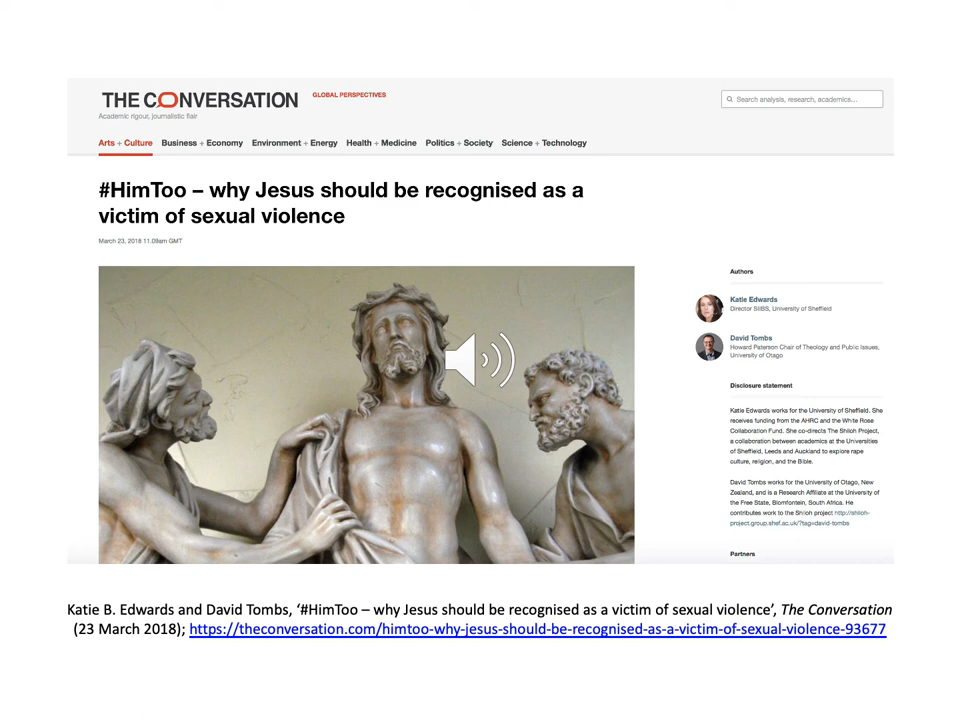 THE CONVERSATION
GLOBAL PERSPECTIVES
Search analysis, research, academics...
Academic rigour, journalistic flair
Arts + Culture Business + Economy Environment + Energy Health + Medicine Politics + Society Science + Technology
#HimToo – why Jesus should be recognised as a
victim of sexual violence
March 23, 2018 11.09am GMT
Authors
Katie Edwards
Director SIIBS, University of Sheffield
David Tombs
Howard Paterson Chair of Theology and Public Issues,
University of Otago
Disclosure statement
Katie Edwards works for the University of Sheffield. She
receives funding from the AHRC and the White Rose
Collaboration Fund. She co-directs The Shiloh Project,
a collaboration between academics at the Universities
of Sheffield, Leeds and Auckland to explore rape
culture, religion, and the Bible.
David Tombs works for the University of Otago, New
Zealand, and is a Research Affiliate at the University of
the Free State, Blomfontein, South Africa. He
contributes work to the Shiloh project http://shiloh-
project.group.shef.ac.uk/?tag=david-tombs
Partners
Katie B. Edwards and David Tombs, '#HimToo – why Jesus should be recognised as a victim of sexual violence', The Conversation
(23 March 2018); https://theconversation.com/himtoo-why-jesus-should-be-recognised-as-a-victim-of-sexual-violence-93677